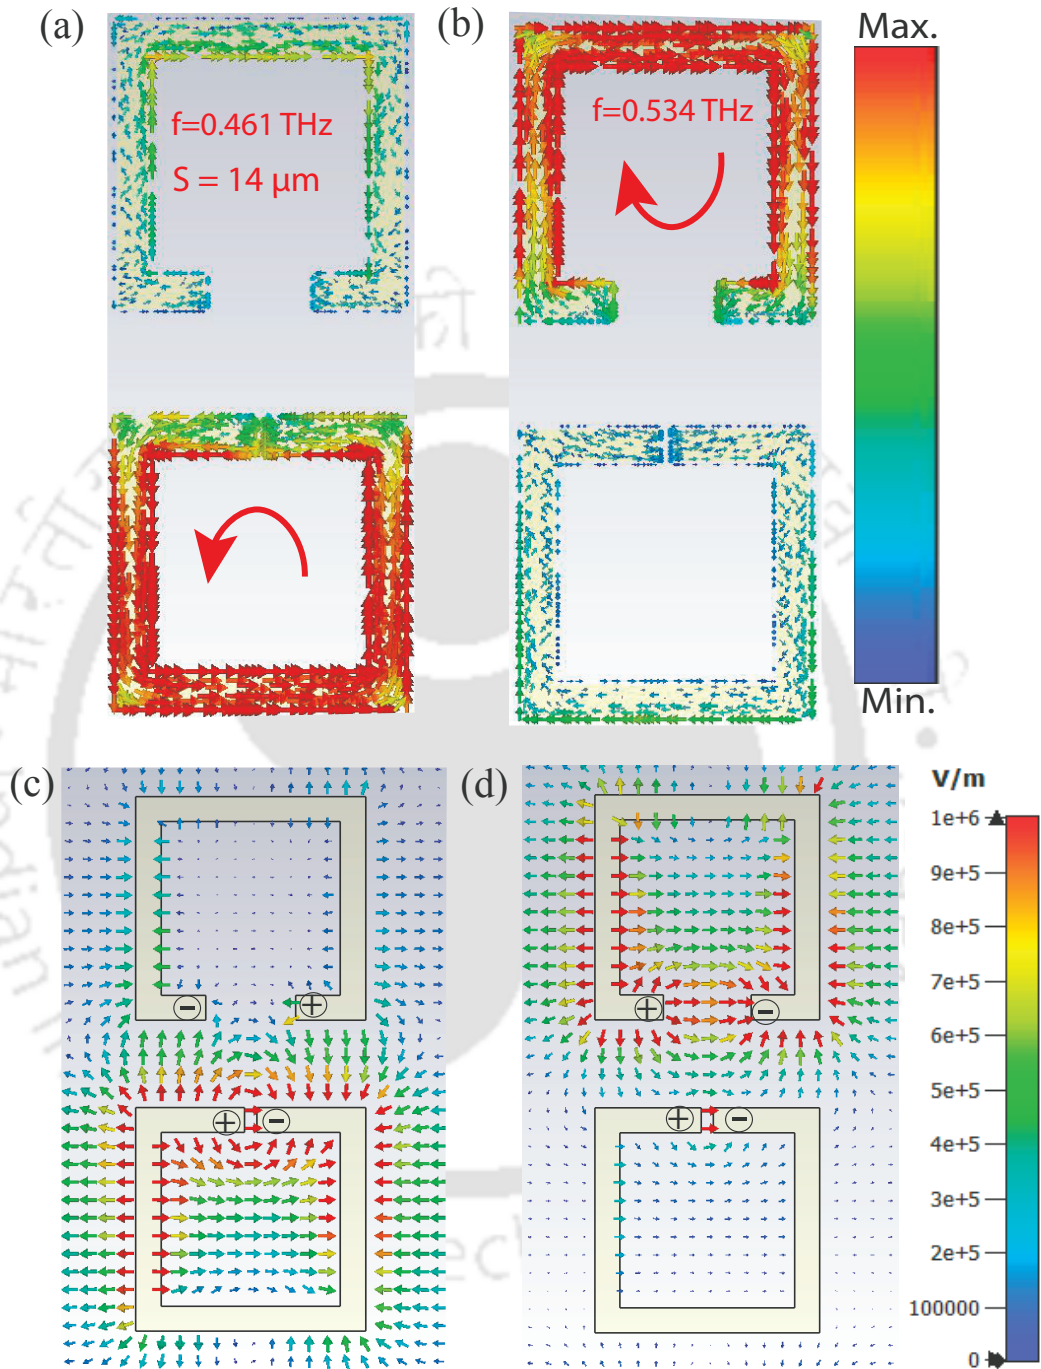 (a)
(b)
Max.
f=0.461 THz
S = 14 μm
f=0.534 THz
Min.
(c)
(d)
V/m
1e+6
9e+5
8e+5
7e+5
6e+5
5e+5
4e+5
3e+5
2e+5
100000
0
- +
+ -
+ -
+ -